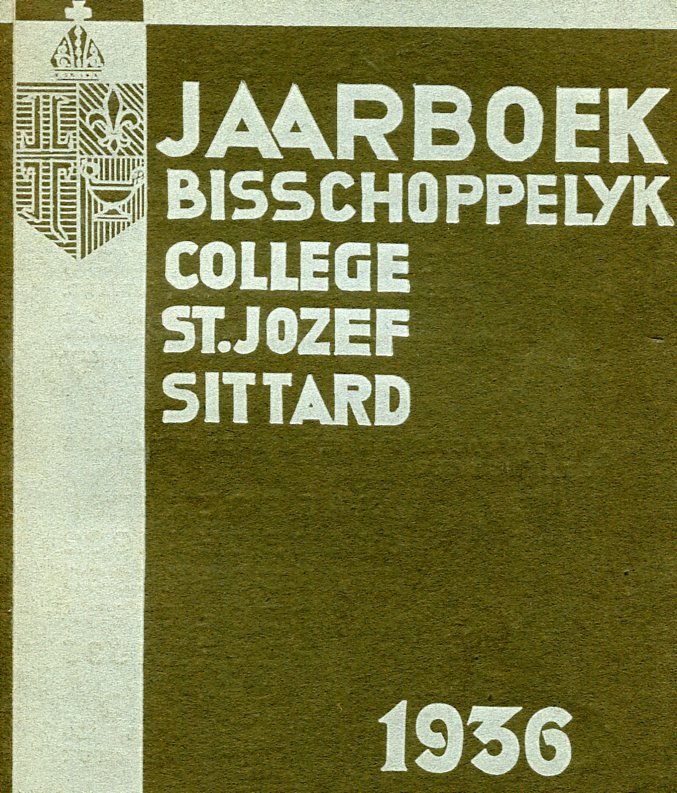 JAARBOEK
BISSCHOPPELYK
COLLEGE
ST. JOZEF
SITTARD
1936